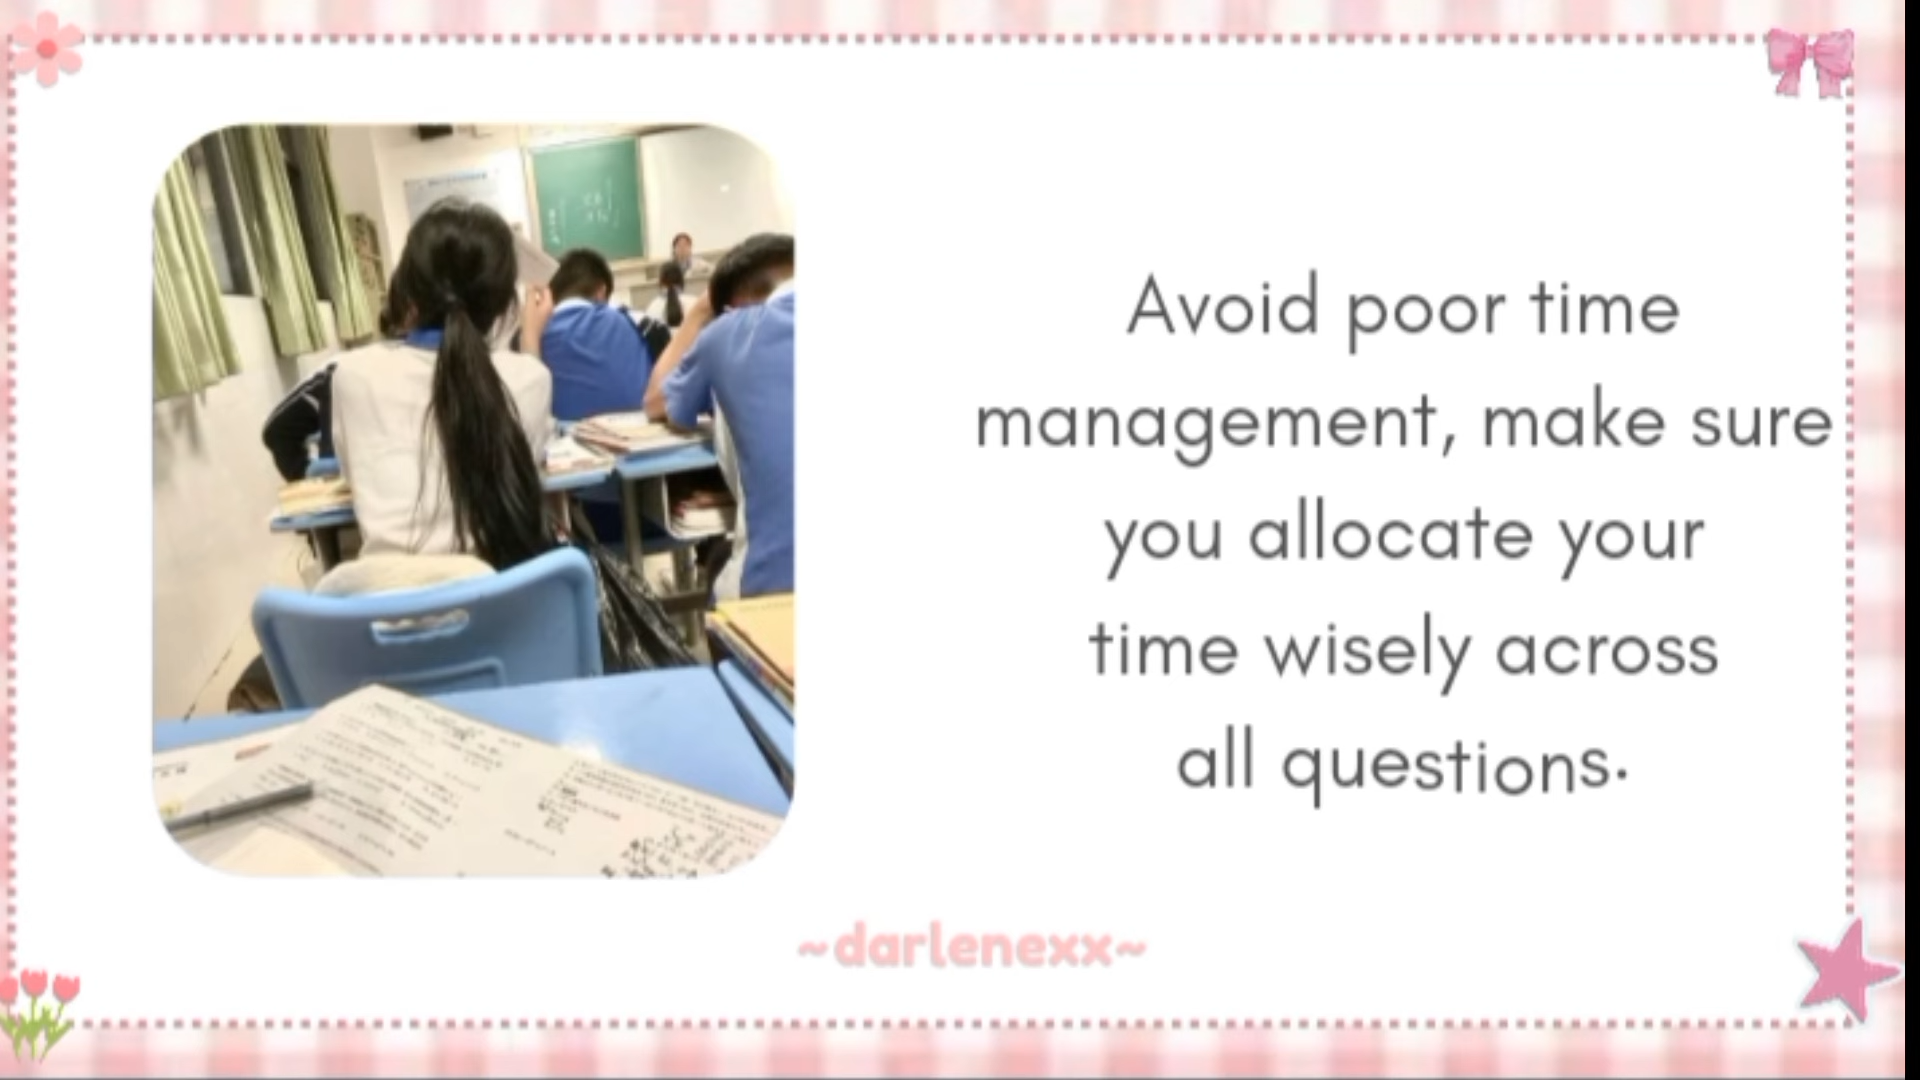 Avoid poor time
management, make sure
you allocate your
time wisely across
all questions.
~darlenexx~